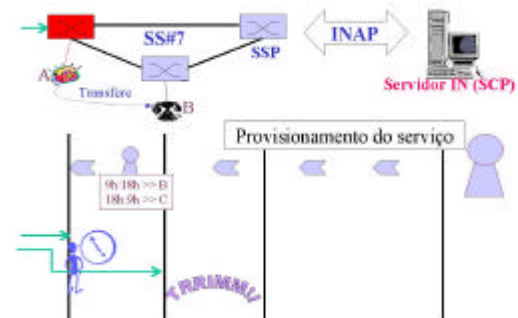 SS#7
SSP
INAP
A
Transfere
B
Servidor IN (SCP)
Provisionamento do serviço
9h 18h >> B
18h 9h >> C
TRRIMMM